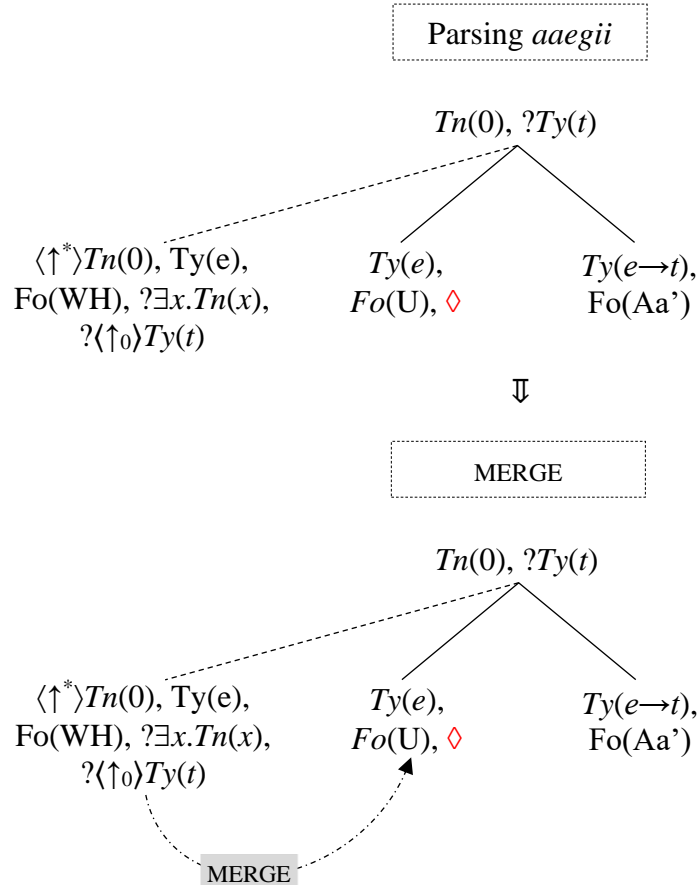 Parsing aaegii
Tn(0), ?Ty(t)
⟨↑*⟩Tn(0), Ty(e),
Fo(WH), ?∃x.Tn(x),
?⟨↑₀⟩Ty(t)
Ty(e),
Fo(U), ◊
Ty(e→t),
Fo(Aa’)
⇓
MERGE
Tn(0), ?Ty(t)
⟨↑*⟩Tn(0), Ty(e),
Fo(WH), ?∃x.Tn(x),
?⟨↑₀⟩Ty(t)
Ty(e),
Fo(U), ◊
Ty(e→t),
Fo(Aa’)
MERGE